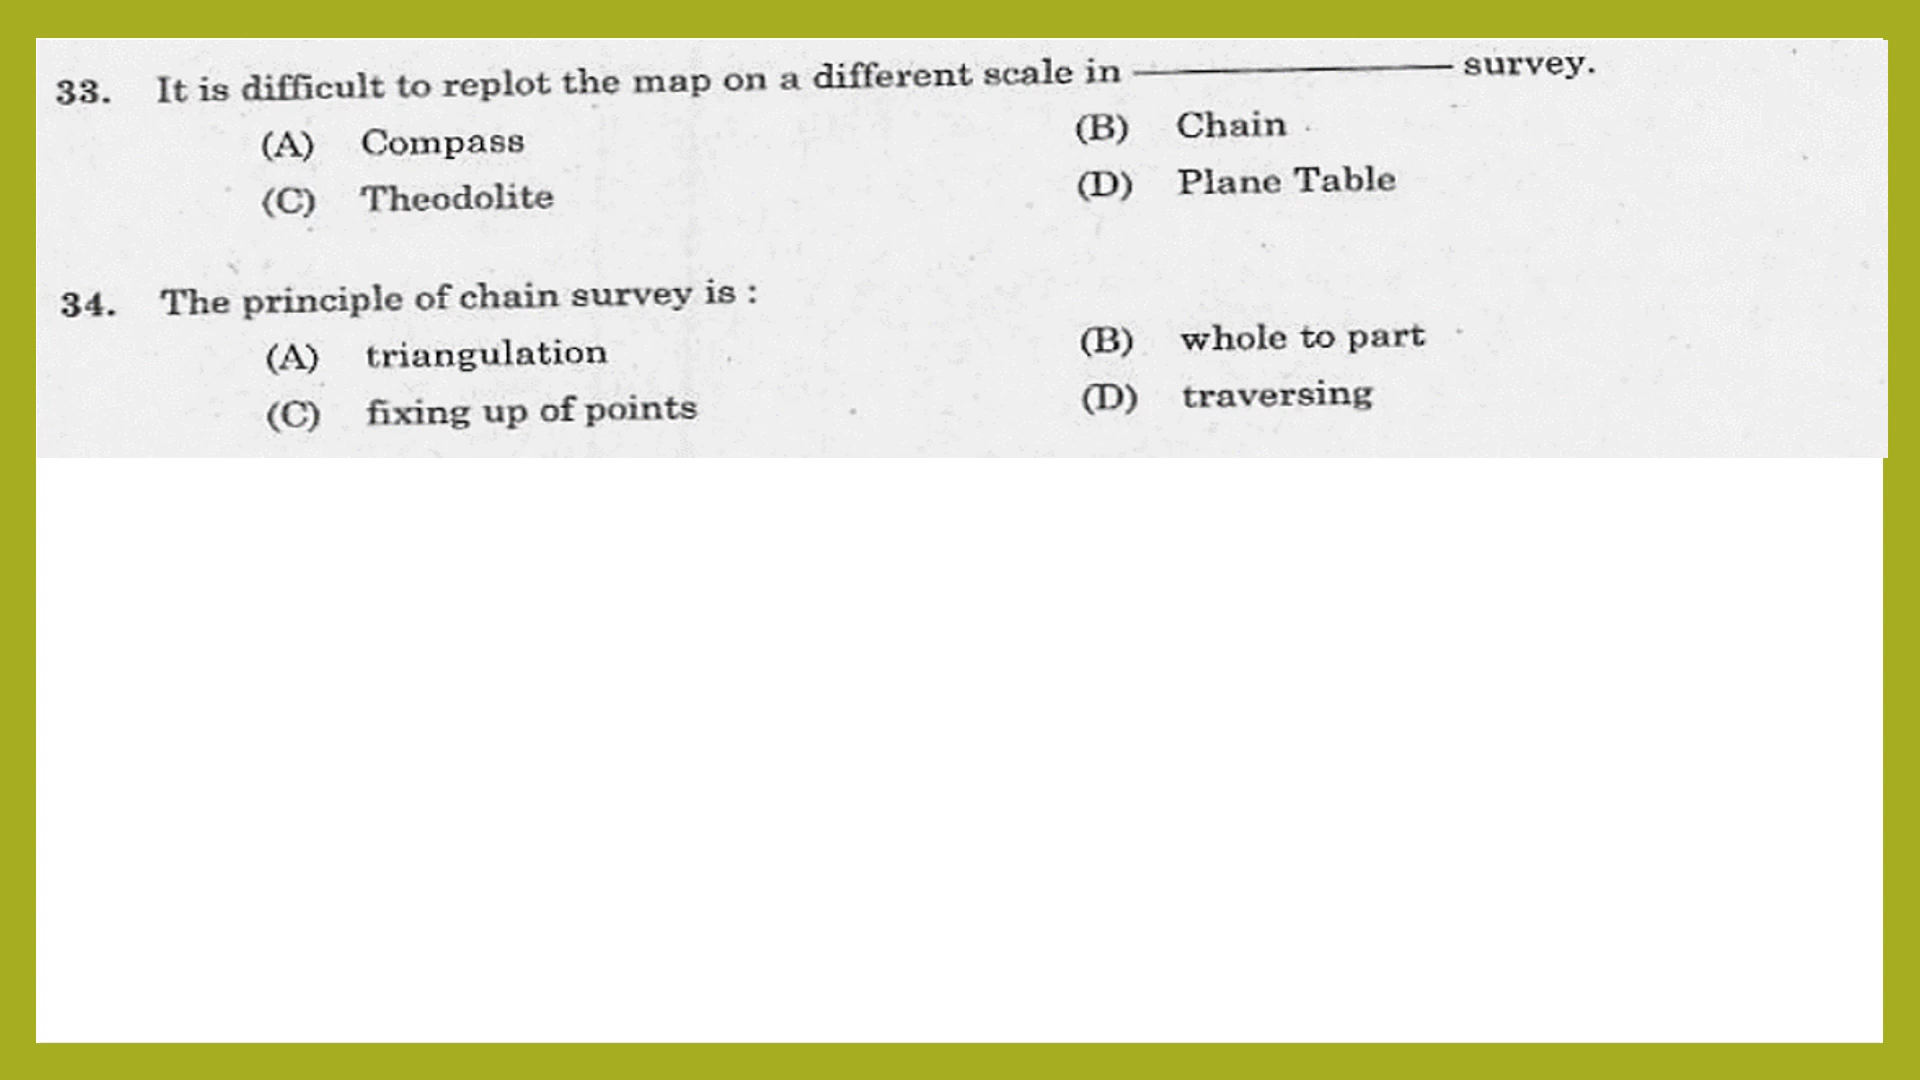 33. It is difficult to replot the map on a different scale in ―――――― survey.
(A) Compass (B) Chain
(C) Theodolite (D) Plane Table
34. The principle of chain survey is :
(A) triangulation (B) whole to part
(C) fixing up of points (D) traversing